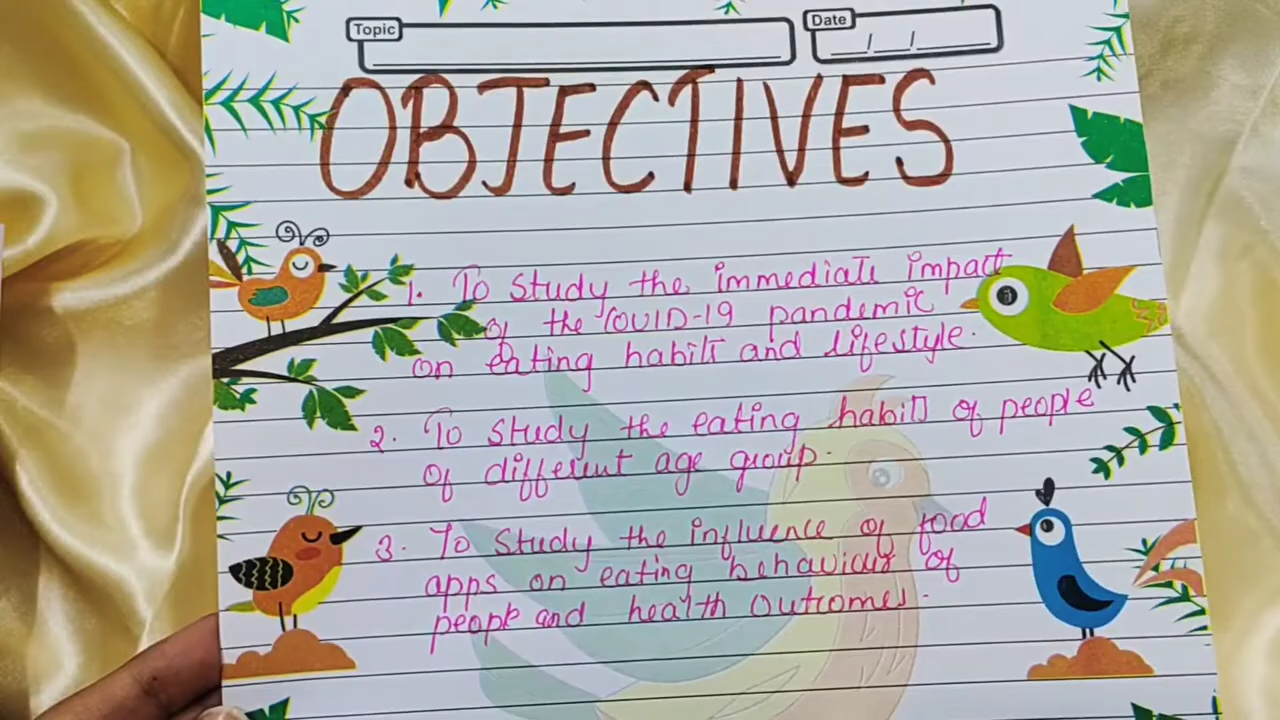 Topic
Date
OBJECTIVES
1. To study the immediate impact
of the COVID-19 pandemic
on eating habits and lifestyle.
2. To study the eating habits of people
of different age group.
3. To study the influence of food
apps on eating behaviour of
people and health outcomes.